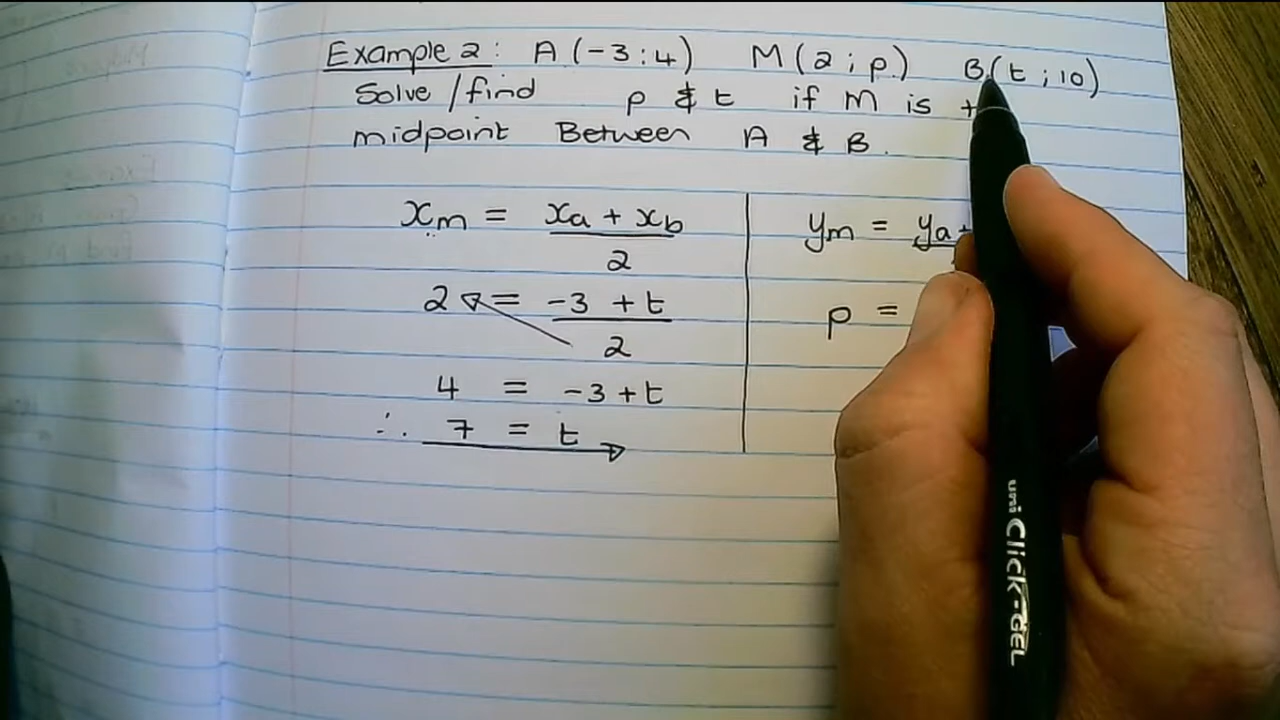 Example 2: A(-3;4) M(2;p) B(t;10)
Solve/find p & t if M is
midpoint Between A & B.
xm = xa + xb
2
2 = -3 + t
2
4 = -3 + t
∴ 7 = t
ym = ya +
p =
uni CLICK-GEL